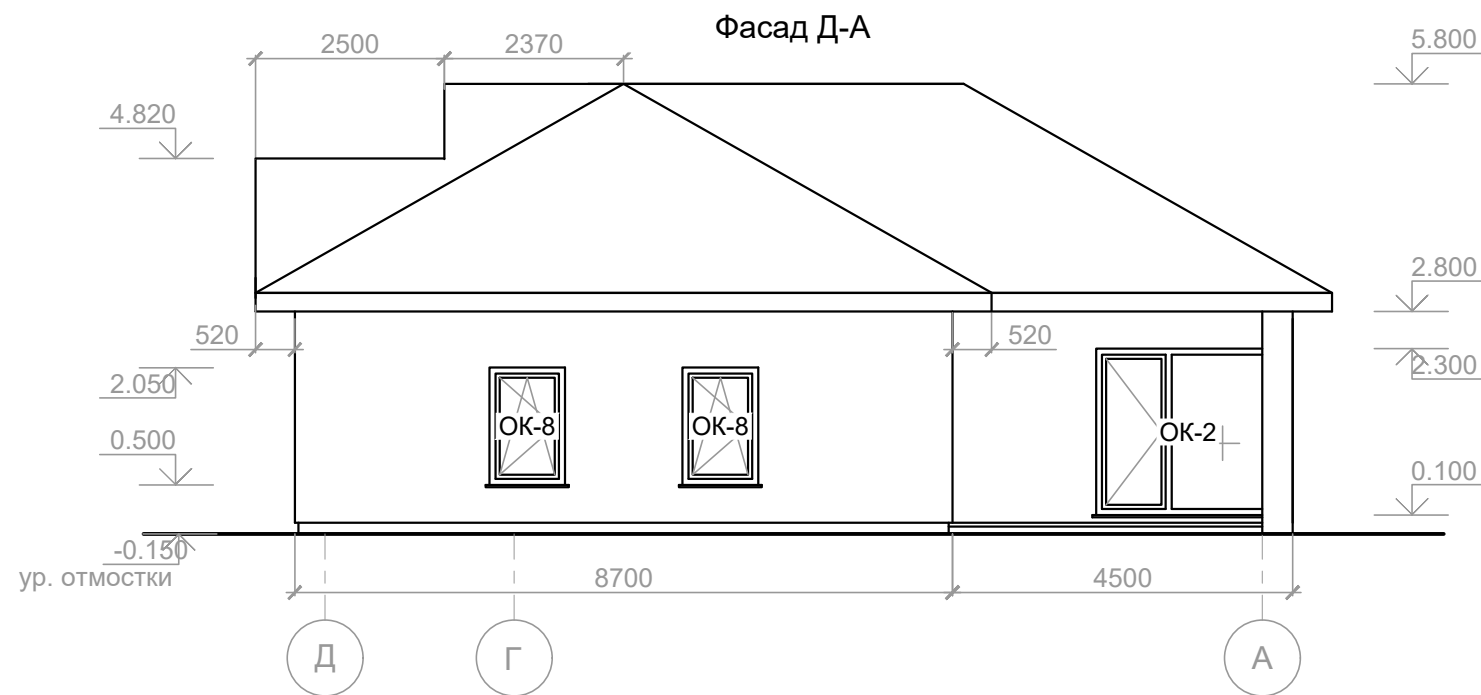 Фасад Д-А
2500
2370
5.800
4.820
2.800
520
520
2.300
2.050
ОК-8
ОК-8
ОК-2
0.500
0.100
-0.150
ур. отмостки
8700
4500
Д
Г
А